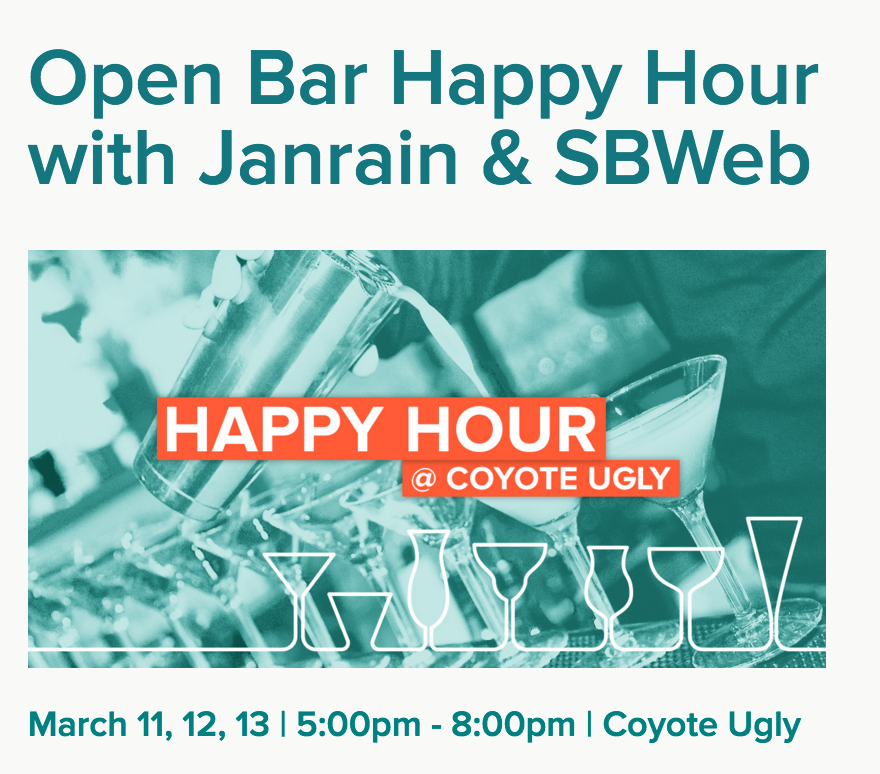 Open Bar Happy Hour
with Janrain & SBWeb
HAPPY HOUR
@ COYOTE UGLY
March 11, 12, 13 | 5:00pm - 8:00pm | Coyote Ugly